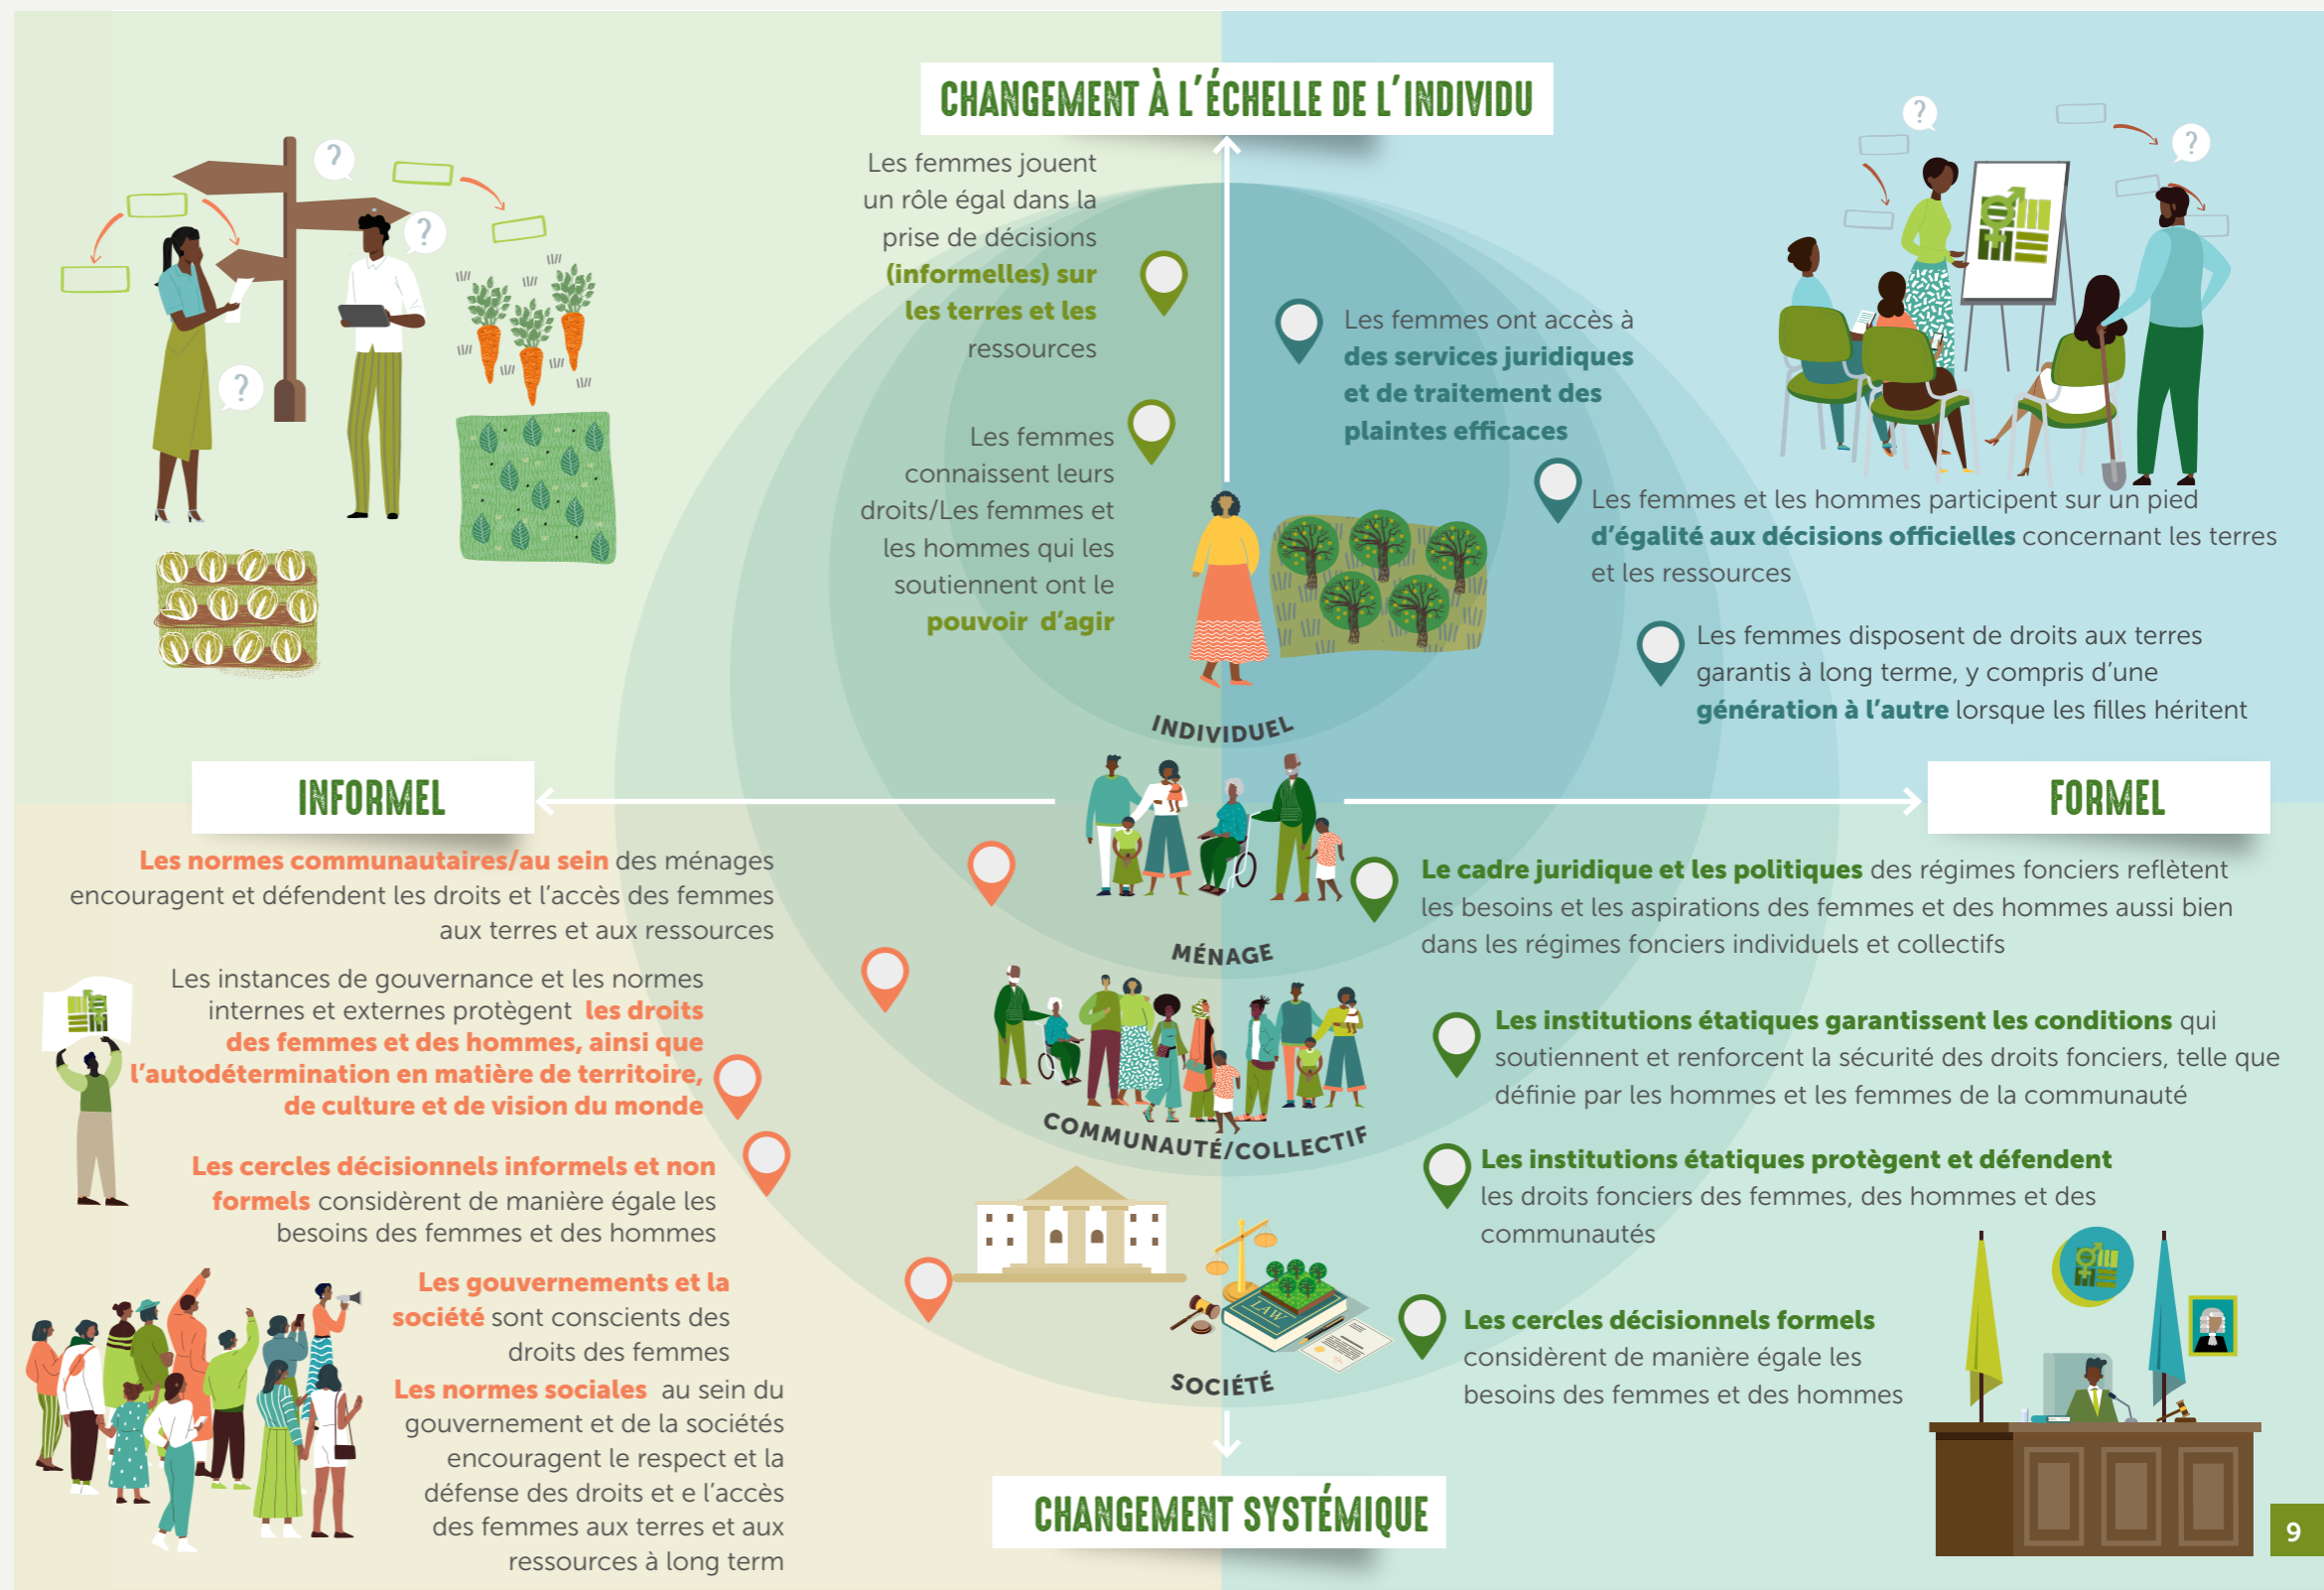 CHANGEMENT À L'ÉCHELLE DE L'INDIVIDU
Les femmes jouent
un rôle égal dans la
prise de décisions
(informelles) sur
les terres et les
ressources
Les femmes
connaissent leurs
droits/Les femmes et
les hommes qui les
soutiennent ont le
pouvoir d'agir
?
?
?
?
?
Les femmes ont accès à
des services juridiques
et de traitement des
plaintes efficaces
Les femmes et les hommes participent sur un pied
d'égalité aux décisions officielles concernant les terres
et les ressources
Les femmes disposent de droits aux terres
garantis à long terme, y compris d'une
génération à l'autre lorsque les filles héritent
INDIVIDUEL
INFORMEL
FORMEL
Les normes communautaires/au sein des ménages
encouragent et défendent les droits et l'accès des femmes
aux terres et aux ressources
Les instances de gouvernance et les normes
internes et externes protègent les droits
des femmes et des hommes, ainsi que
l'autodétermination en matière de territoire,
de culture et de vision du monde
Les cercles décisionnels informels et non
formels considèrent de manière égale les
besoins des femmes et des hommes
Les gouvernements et la
société sont conscients des
droits des femmes
Les normes sociales au sein du
gouvernement et de la sociétés
encouragent le respect et la
défense des droits et e l'accès
des femmes aux terres et aux
ressources à long term
MÉNAGE
COMMUNAUTÉ/COLLECTIF
LAW
SOCIÉTÉ
Le cadre juridique et les politiques des régimes fonciers reflètent
les besoins et les aspirations des femmes et des hommes aussi bien
dans les régimes fonciers individuels et collectifs
Les institutions étatiques garantissent les conditions qui
soutiennent et renforcent la sécurité des droits fonciers, telle que
définie par les hommes et les femmes de la communauté
Les institutions étatiques protègent et défendent
les droits fonciers des femmes, des hommes et des
communautés
Les cercles décisionnels formels
considèrent de manière égale les
besoins des femmes et des hommes
CHANGEMENT SYSTÉMIQUE
9